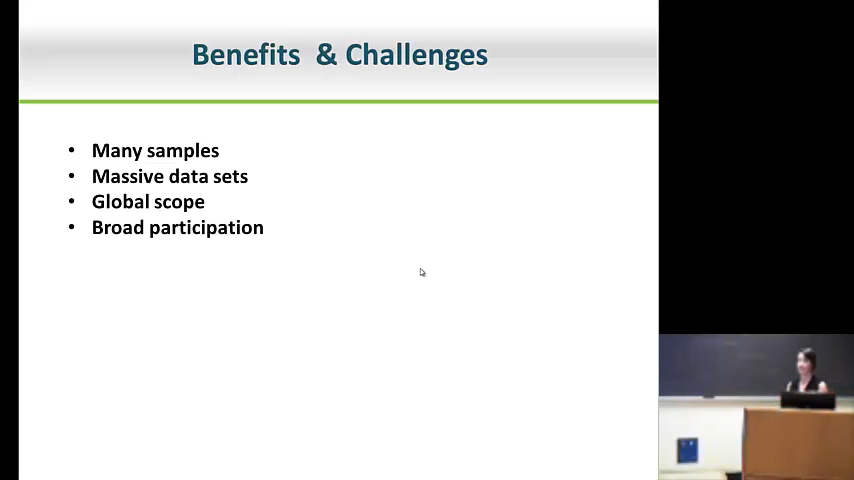 Benefits & Challenges
• Many samples
• Massive data sets
• Global scope
• Broad participation